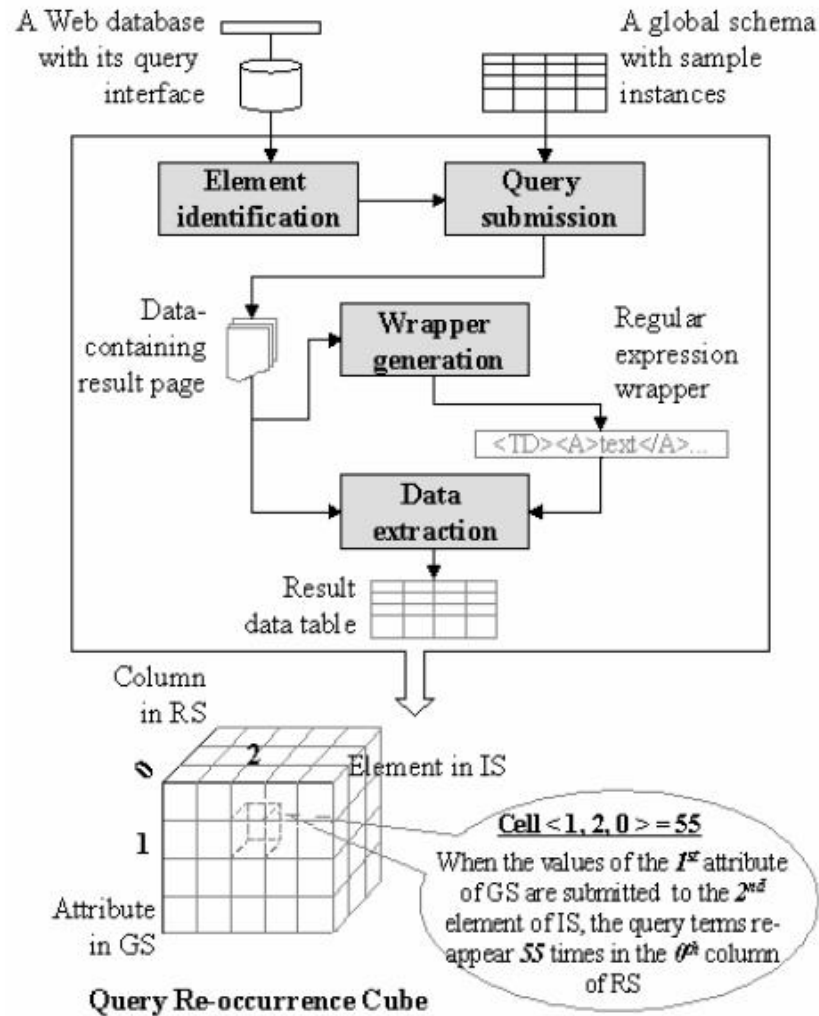 A Web database
with its query
interface
A global schema
with sample
instances
Element
identification
Query
submission
Data-
containing
result page
Wrapper
generation
Regular
expression
wrapper
<TD><A>text</A>...
Data
extraction
Result
data table
Column
in RS
0
2
Element in IS
1
Attribute
in GS
Cell < 1, 2, 0 > = 55
When the values of the 1st attribute
of GS are submitted to the 2nd
element of IS, the query terms re-
appear 55 times in the 0th column
of RS
Query Re-occurrence Cube